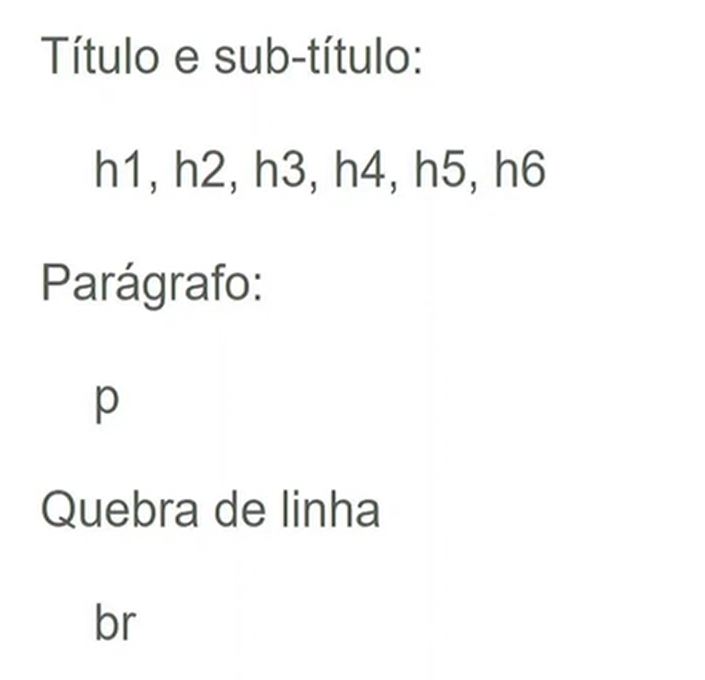 Título e sub-título:
h1, h2, h3, h4, h5, h6
Parágrafo:
p
Quebra de linha
br